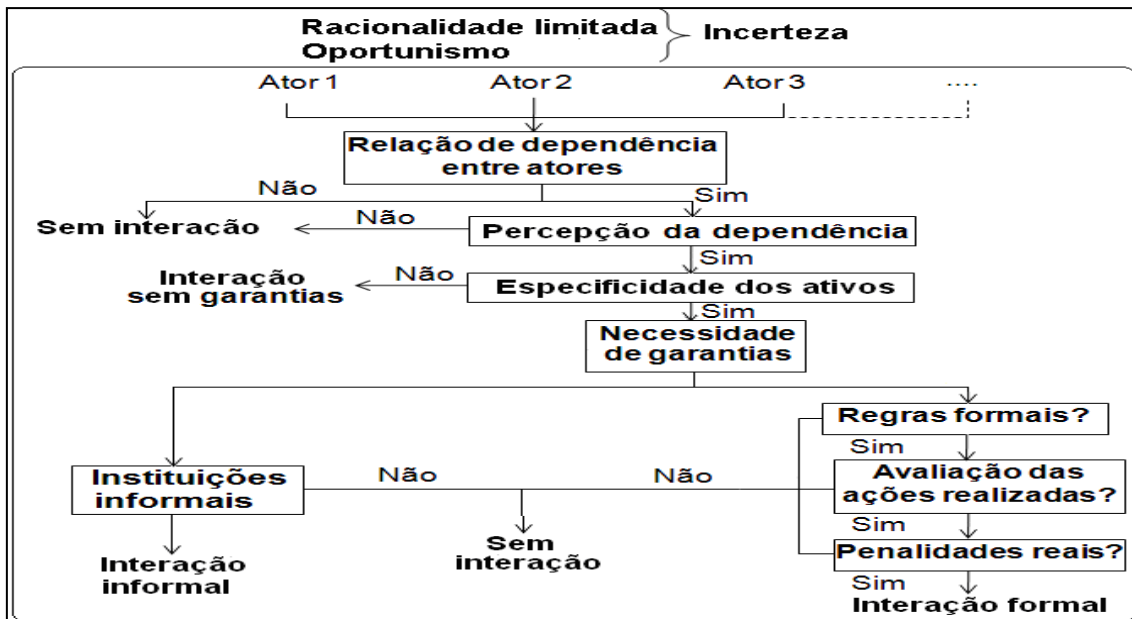 Racionalidade limitada
Oportunismo
Incerteza
Ator 1
Ator 2
Ator 3
....
Relação de dependência
entre atores
Não
Sim
Sem interação
Não
Percepção da dependência
Sim
Interação
sem garantias
Não
Especificidade dos ativos
Sim
Necessidade
de garantias
Regras formais?
Sim
Instituições
informais
Não
Não
Avaliação das
ações realizadas?
Sim
Sem
interação
Penalidades reais?
Interação
informal
Sim
Interação formal